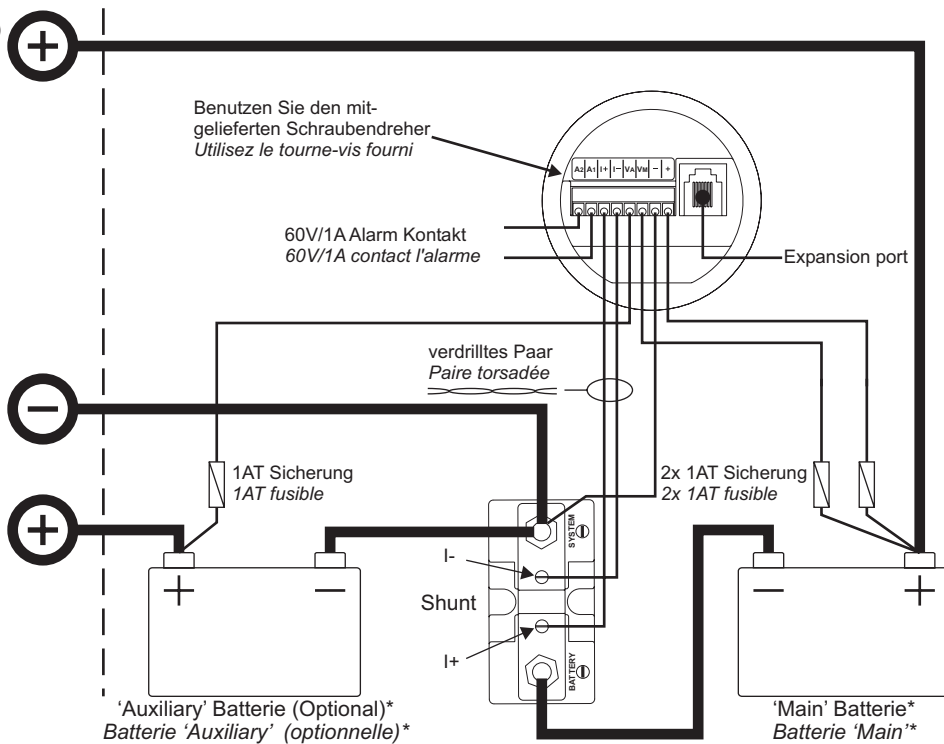 +
Benutzen Sie den mit-
gelieferten Schraubendreher
Utilisez le tourne-vis fourni
A2 A1 I+ I– VA VM – +
60V/1A Alarm Kontakt
60V/1A contact l'alarme
Expansion port
verdrilltes Paar
Paire torsadée
–
1AT Sicherung
1AT fusible
2x 1AT Sicherung
2x 1AT fusible
+
SYSTEM
I-
Shunt
I+
BATTERY
+ –
– +
'Auxiliary' Batterie (Optional)*
Batterie 'Auxiliary' (optionnelle)*
'Main' Batterie*
Batterie 'Main'*